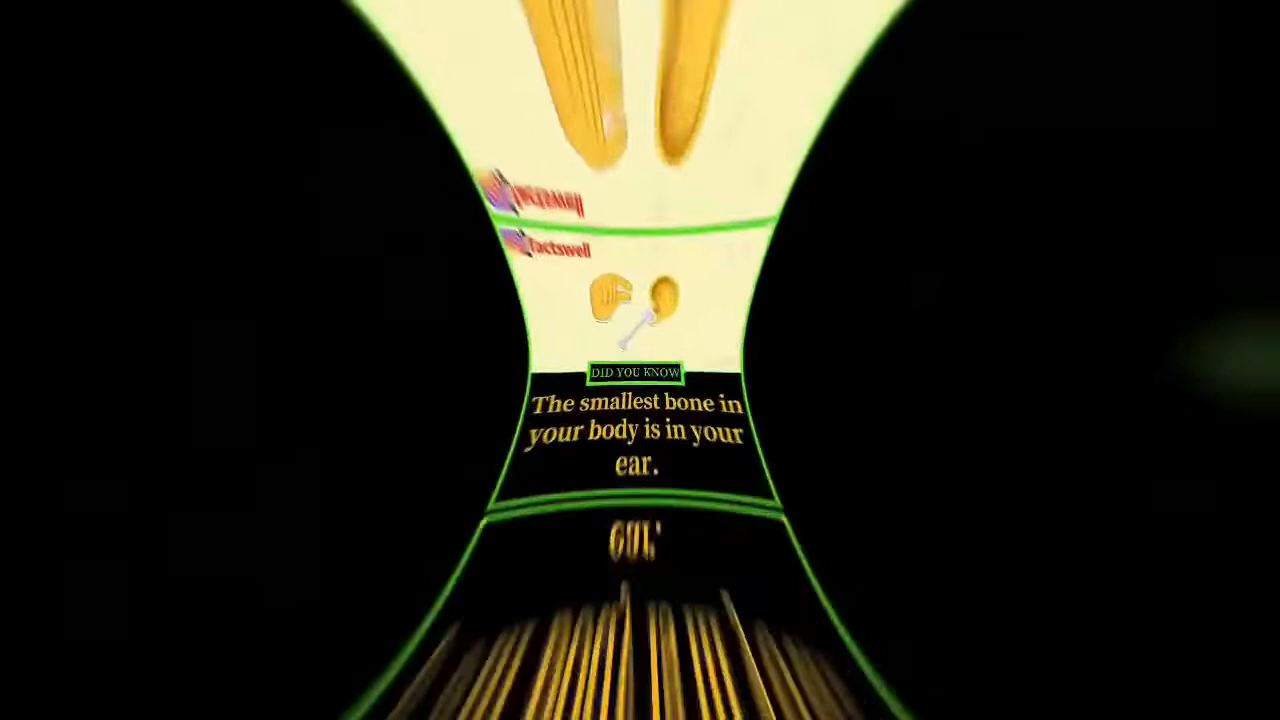 factswell
DID YOU KNOW
The smallest bone in
your body is in your
ear.